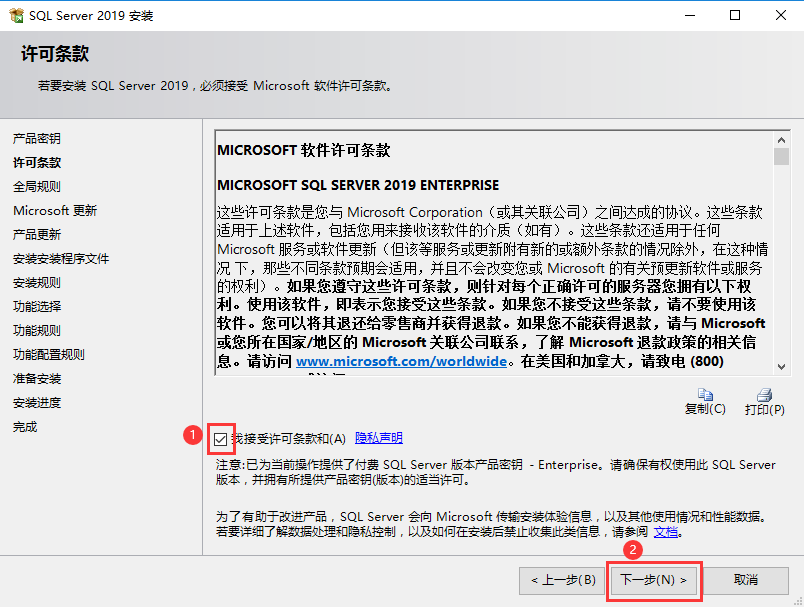 SQL Server 2019 安装
许可条款
若要安装 SQL Server 2019，必须接受 Microsoft 软件许可条款。
产品密钥
许可条款
全局规则
Microsoft 更新
产品更新
安装安装程序文件
安装规则
功能选择
功能规则
功能配置规则
准备安装
安装进度
完成
MICROSOFT 软件许可条款
MICROSOFT SQL SERVER 2019 ENTERPRISE
这些许可条款是您与 Microsoft Corporation（或其关联公司）之间达成的协议。这些条款
适用于上述软件，包括您用来接收该软件的介质（如有）。这些条款还适用于任何
Microsoft 服务或软件更新（但该等服务或更新附有新的或额外条款的情况除外，在这种情
况 下，那些不同条款预期会适用，并且不会改变您或 Microsoft 的有关预更新软件或服务
的权利）。如果您遵守这些许可条款，则针对每个正确许可的服务器您拥有以下权
利。使用该软件，即表示您接受这些条款。如果您不接受这些条款，请不要使用该
软件。您可以将其退还给零售商并获得退款。如果您不能获得退款，请与 Microsoft
或您所在国家/地区的 Microsoft 关联公司联系，了解 Microsoft 退款政策的相关信
息。请访问 www.microsoft.com/worldwide。在美国和加拿大，请致电 (800)
复制(C) 打印(P)
1 我接受许可条款和(A) 隐私声明
注意:已为当前操作提供了付费 SQL Server 版本产品密钥 - Enterprise。请确保有权使用此 SQL Server
版本，并拥有所提供产品密钥(版本)的适当许可。
为了有助于改进产品，SQL Server 会向 Microsoft 传输安装体验信息，以及其他使用情况和性能数据。
若要详细了解数据处理和隐私控制，以及如何在安装后禁止收集此类信息，请参阅 文档。
2
< 上一步(B) 下一步(N) > 取消